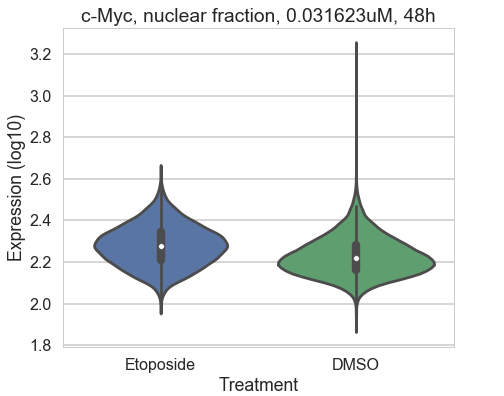 c-Myc, nuclear fraction, 0.031623uM, 48h
Expression (log10)
3.2
3.0
2.8
2.6
2.4
2.2
2.0
1.8
Etoposide DMSO
Treatment